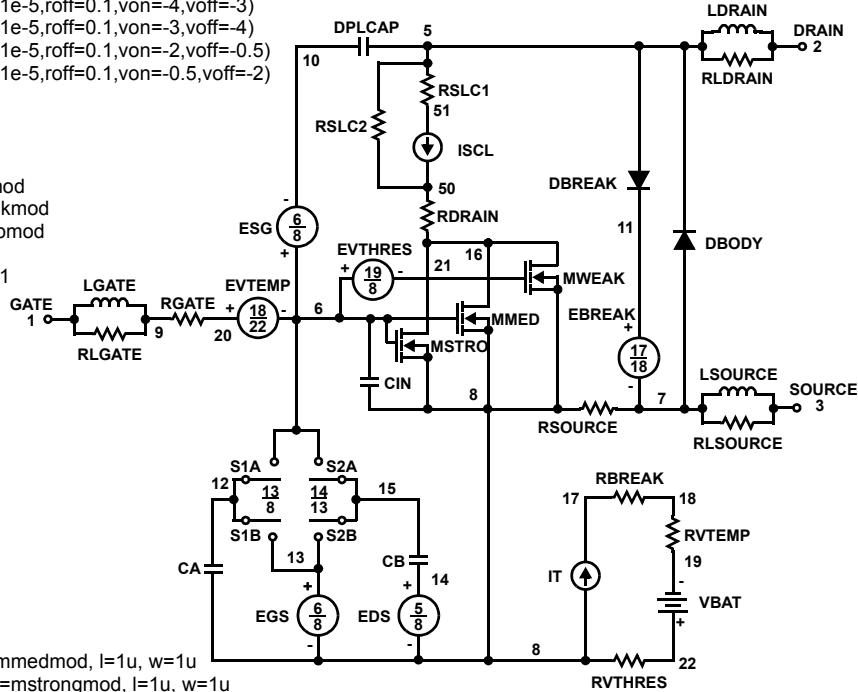 1e-5,roff=0.1,von=-4,voff=-3)
1e-5,roff=0.1,von=-3,voff=-4)
1e-5,roff=0.1,von=-2,voff=-0.5)
1e-5,roff=0.1,von=-0.5,voff=-2)
LDRAIN
DPLCAP
5
DRAIN
2
10
RLDRAIN
RSLC1
51
RSLC2
ISCL
50
DBREAK
RDRAIN
11
DBODY
ESG
-
6
8
+
EVTHRES
+
19
8
-
21
16
MWEAK
LGATE
GATE
1
RLGATE
9
RGATE
20
EVTEMP
+
18
22
-
6
MMED
MSTRO
EBREAK
+
17
18
-
CIN
8
RSOURCE
7
LSOURCE
SOURCE
3
RLSOURCE
S1A
S2A
12
13
8
14
13
15
S1B
S2B
13
CA
CB
14
+
EGS
6
8
-
+
EDS
5
8
-
RBREAK
17
18
RVTEMP
19
IT
-
VBAT
+
8
22
RVTHRES
mod
kmod
omod
1
mmedmod, l=1u, w=1u
=mstrongmod, l=1u, w=1u